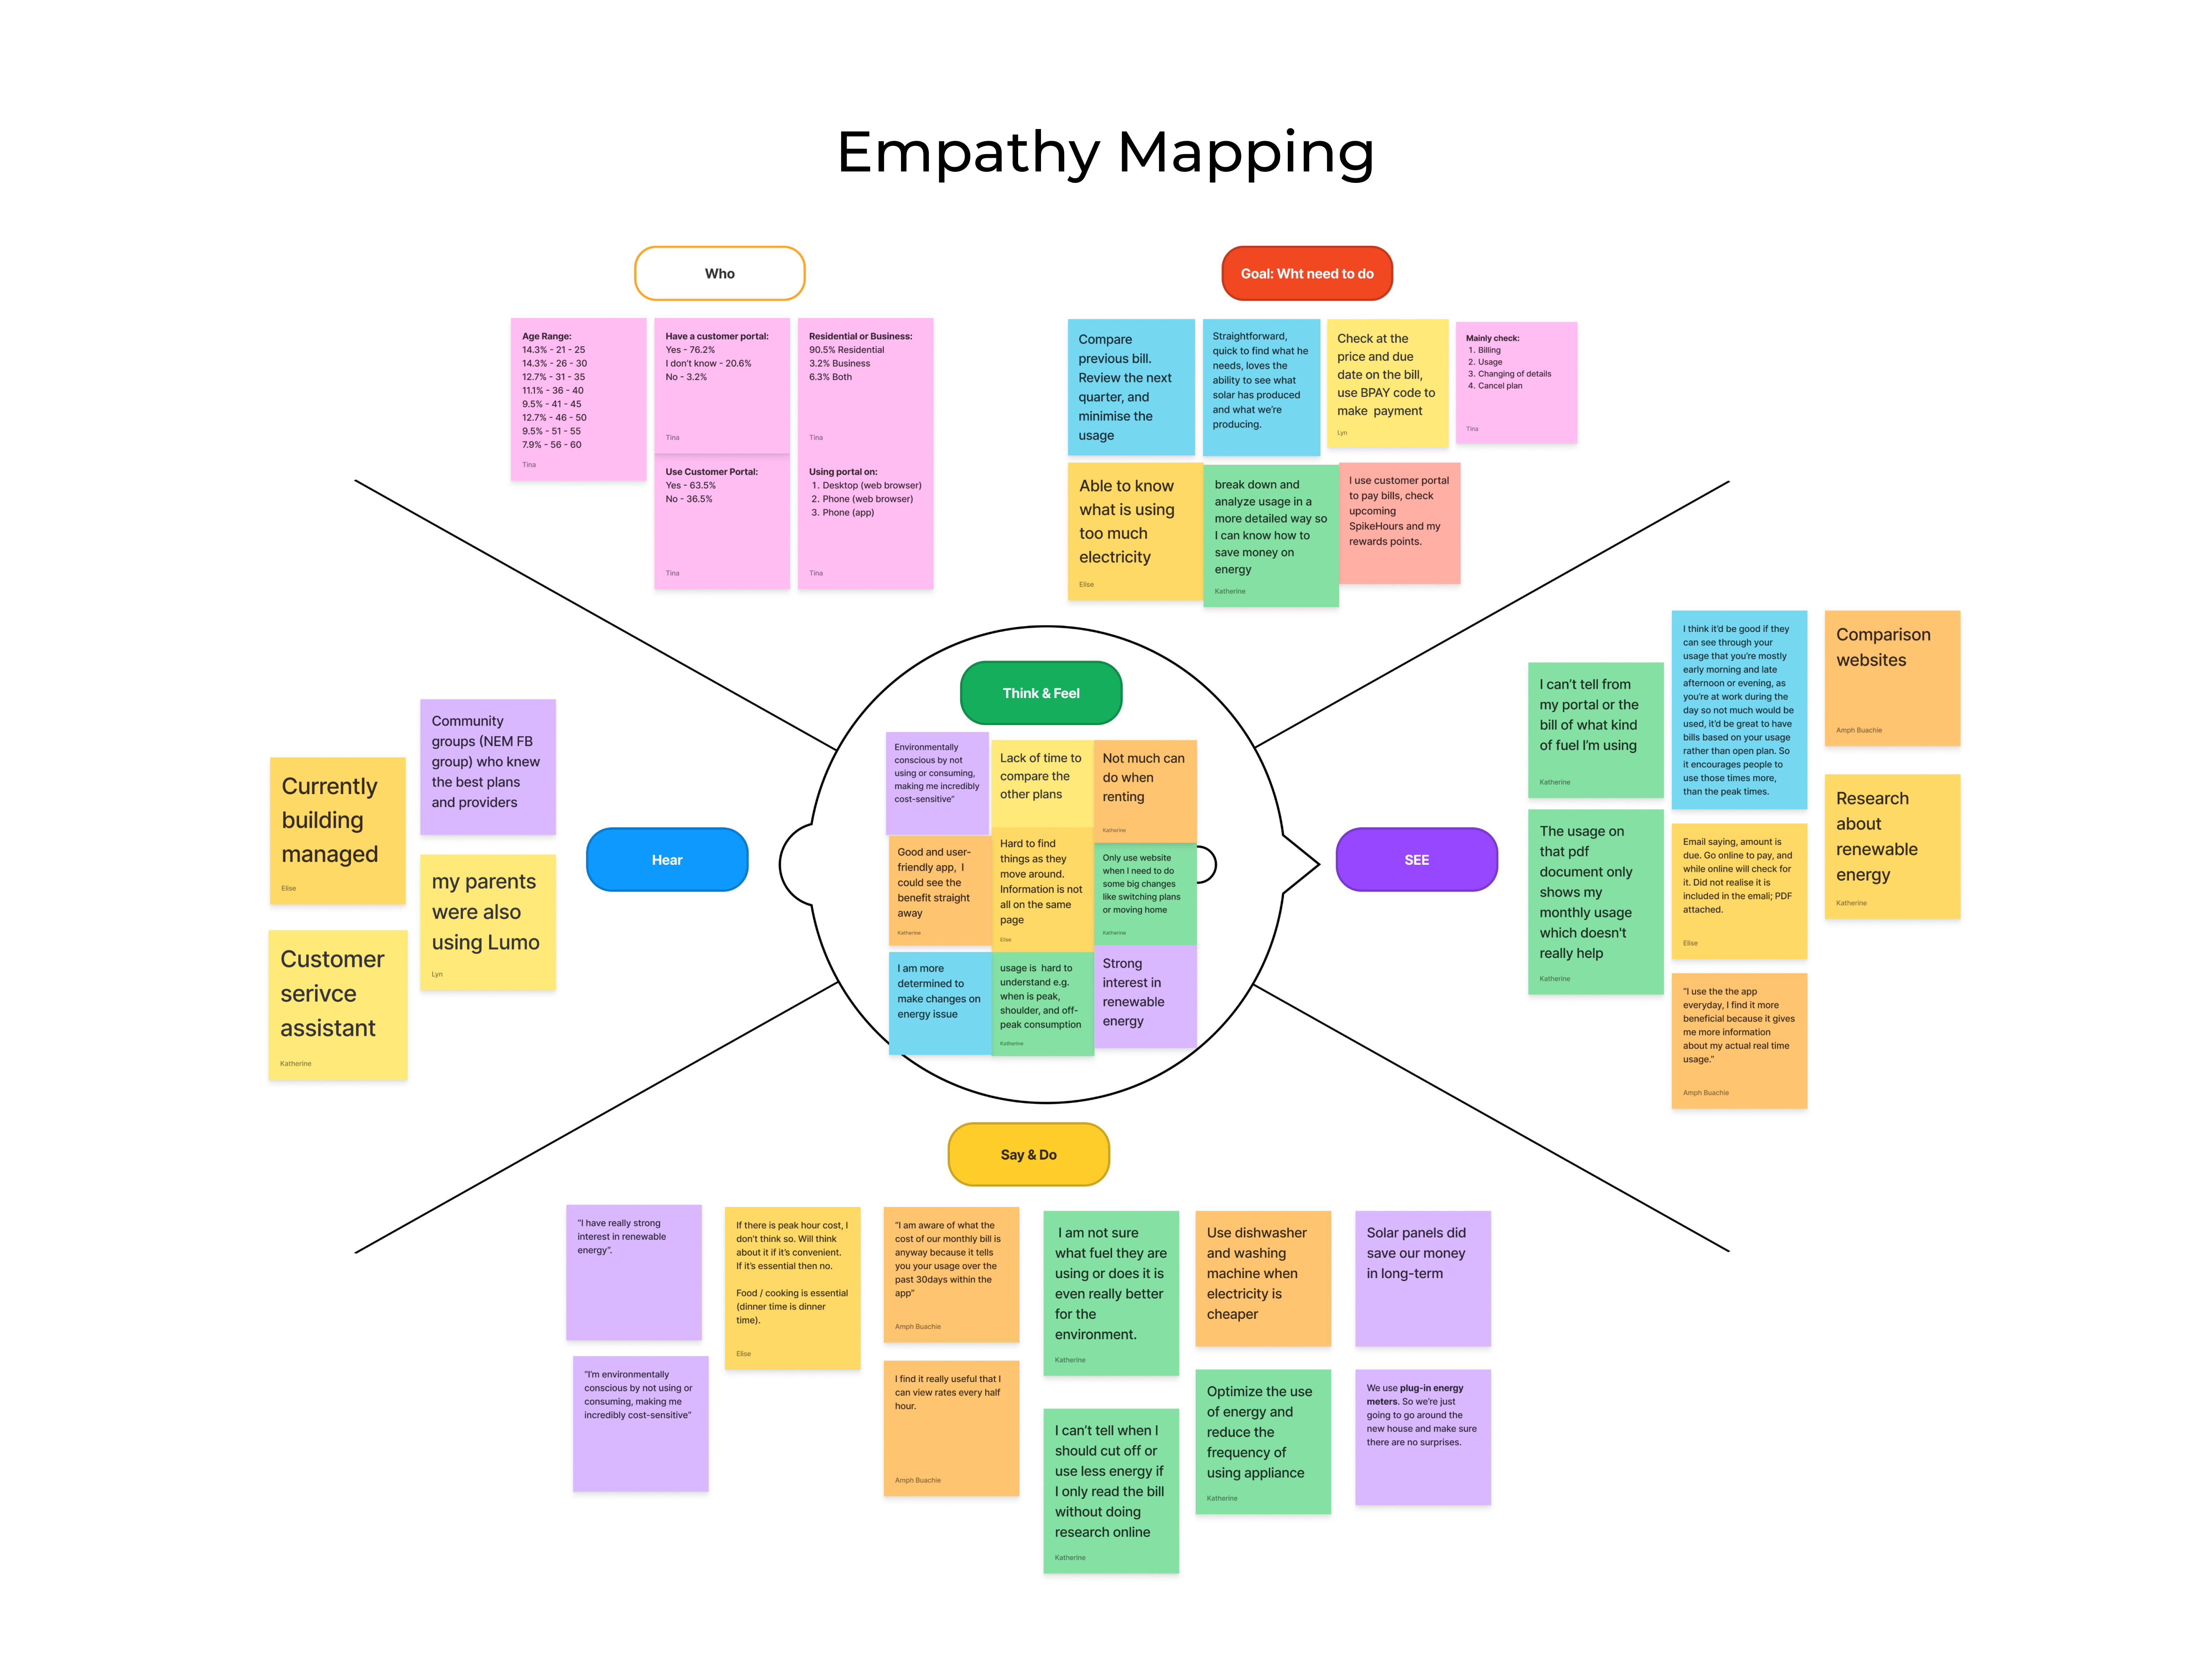 Empathy Mapping
Who
Age Range:
14.3% - 21 - 25
14.3% - 26 - 30
12.7% - 31 - 35
11.1% - 36 - 40
9.5% - 41 - 45
12.7% - 46 - 50
9.5% - 51 - 55
7.9% - 56 - 60
Tina
Have a customer portal:
Yes - 76.2%
I don't know - 20.6%
No - 3.2%
Tina
Residential or Business:
90.5% Residential
3.2% Business
6.3% Both
Tina
Use Customer Portal:
Yes - 63.5%
No - 36.5%
Tina
Using portal on:
1. Desktop (web browser)
2. Phone (web browser)
3. Phone (app)
Tina
Goal: Wht need to do
Compare
previous bill.
Review the next
quarter, and
minimise the
usage
Straightforward,
quick to find what he
needs, loves the
ability to see what
solar has produced
and what we're
producing.
Check at the
price and due
date on the bill,
use BPAY code to
make payment
Lyn
Mainly check:
1. Billing
2. Usage
3. Changing of details
4. Cancel plan
Tina
Able to know
what is using
too much
electricity
Elise
break down and
analyze usage in a
more detailed way so
I can know how to
save money on
energy
Katherine
I use customer portal
to pay bills, check
upcoming
SpikeHours and my
rewards points.
Think & Feel
Environmentally
conscious by not
using or consuming,
making me incredibly
cost-sensitive"
Lack of time to
compare the
other plans
Not much can
do when
renting
Katherine
Good and user-
friendly app, I
could see the
benefit straight
away
Katherine
Hard to find
things as they
move around.
Information is not
all on the same
page
Elise
Only use website
when I need to do
some big changes
like switching plans
or moving home
Katherine
I am more
determined to
make changes on
energy issue
usage is hard to
understand e.g.
when is peak,
shoulder, and off-
peak consumption
Katherine
Strong
interest in
renewable
energy
Hear
Currently
building
managed
Elise
Community
groups (NEM FB
group) who knew
the best plans
and providers
my parents
were also
using Lumo
Lyn
Customer
serivce
assistant
Katherine
SEE
I can't tell from
my portal or the
bill of what kind
of fuel I'm using
Katherine
I think it'd be good if they
can see through your
usage that you're mostly
early morning and late
afternoon or evening, as
you're at work during the
day so not much would be
used, it'd be great to have
bills based on your usage
rather than open plan. So
it encourages people to
use those times more,
than the peak times.
Comparison
websites
Amph Buachie
The usage on
that pdf
document only
shows my
monthly usage
which doesn't
really help
Katherine
Email saying, amount is
due. Go online to pay, and
while online will check for
it. Did not realise it is
included in the emali; PDF
attached.
Elise
Research
about
renewable
energy
Katherine
"I use the the app
everyday, I find it more
beneficial because it gives
me more information
about my actual real time
usage."
Amph Buachie
Say & Do
"I have really strong
interest in renewable
energy".
"I'm environmentally
conscious by not using or
consuming, making me
incredibly cost-sensitive"
If there is peak hour cost, I
don't think so. Will think
about it if it's convenient.
If it's essential then no.
Food / cooking is essential
(dinner time is dinner
time).
Elise
"I am aware of what the
cost of our monthly bill is
anyway because it tells
you your usage over the
past 30days within the
app"
Amph Buachie
I find it really useful that I
can view rates every half
hour.
Amph Buachie
I am not sure
what fuel they are
using or does it is
even really better
for the
environment.
Katherine
I can't tell when I
should cut off or
use less energy if
I only read the bill
without doing
research online
Katherine
Use dishwasher
and washing
machine when
electricity is
cheaper
Optimize the use
of energy and
reduce the
frequency of
using appliance
Katherine
Solar panels did
save our money
in long-term
We use plug-in energy
meters. So we're just
going to go around the
new house and make sure
there are no surprises.